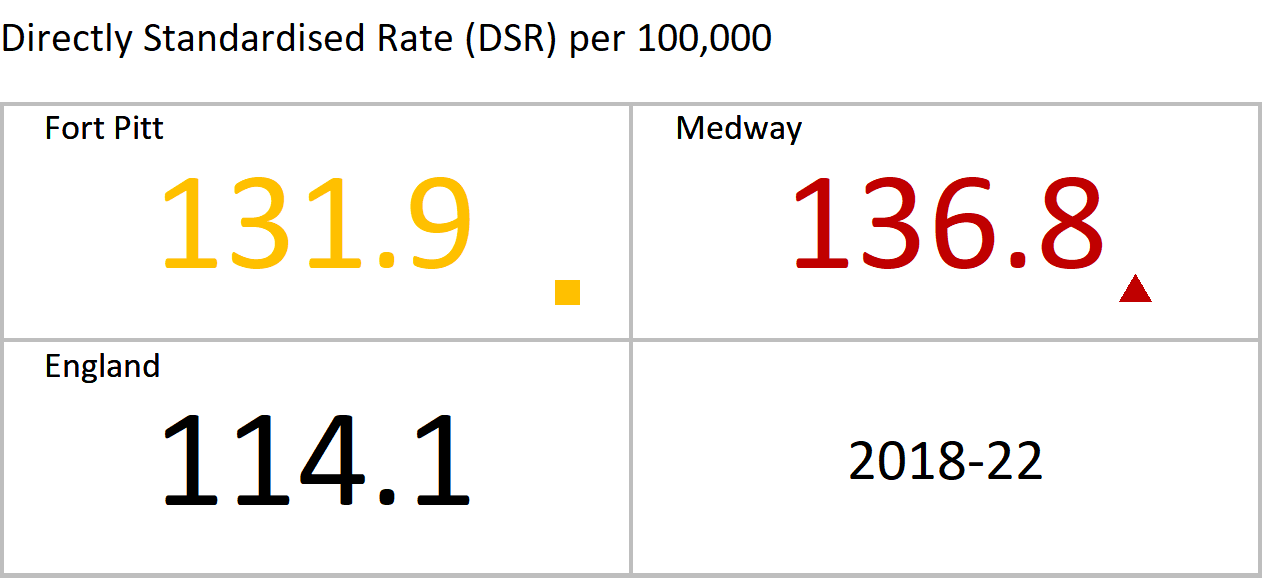 Directly Standardised Rate (DSR) per 100,000
Fort Pitt
131.9
Medway
136.8
England
114.1
2018-22